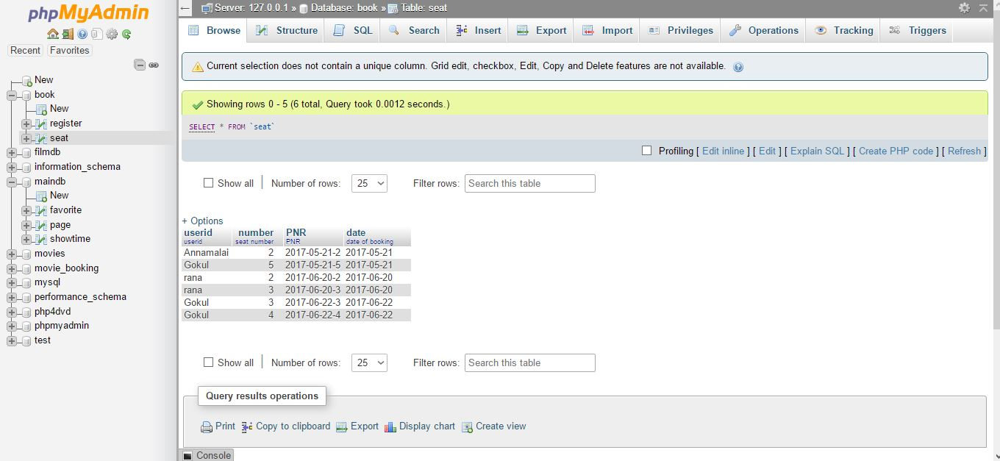 phpMyAdmin
Recent Favorites
New
book
New
register
seat
filmdb
information_schema
maindb
New
favorite
page
showtime
movies
movie_booking
mysql
performance_schema
php4dvd
phpmyadmin
test
Server: 127.0.0.1 » Database: book » Table: seat
Browse Structure SQL Search Insert Export Import Privileges Operations Tracking Triggers
Current selection does not contain a unique column. Grid edit, checkbox, Edit, Copy and Delete features are not available.
Showing rows 0 - 5 (6 total, Query took 0.0012 seconds.)
SELECT * FROM `seat`
Profiling [ Edit inline ] [ Edit ] [ Explain SQL ] [ Create PHP code ] [ Refresh ]
Show all | Number of rows: 25 Filter rows: Search this table
+ Options
userid number PNR date
userid seat number PNR date of booking
Annamalai 2 2017-05-21-2 2017-05-21
Gokul 5 2017-05-21-5 2017-05-21
rana 2 2017-06-20-2 2017-06-20
rana 3 2017-06-20-3 2017-06-20
Gokul 3 2017-06-22-3 2017-06-22
Gokul 4 2017-06-22-4 2017-06-22
Show all | Number of rows: 25 Filter rows: Search this table
Query results operations
Print Copy to clipboard Export Display chart Create view
Console